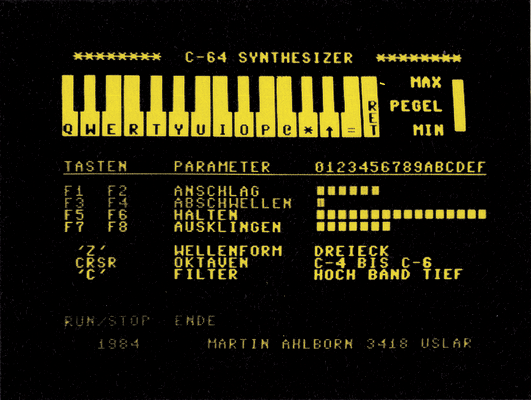 ********* C-64 SYNTHESIZER ********
MAX
PEGEL
MIN
Q W E R T Y U I O P @ * ↑ = RET
TASTEN PARAMETER 0123456789ABCDEF
F1 F2 ANSCHLAG
F3 F4 ABSCHWELLEN
F5 F6 HALTEN
F7 F8 AUSKLINGEN
'Z' WELLENFORM DREIECK
CRSR OKTAVEN C-4 BIS C-6
'C' FILTER HOCH BAND TIEF
RUN/STOP ENDE
1984 MARTIN AHLBORN 3418 USLAR